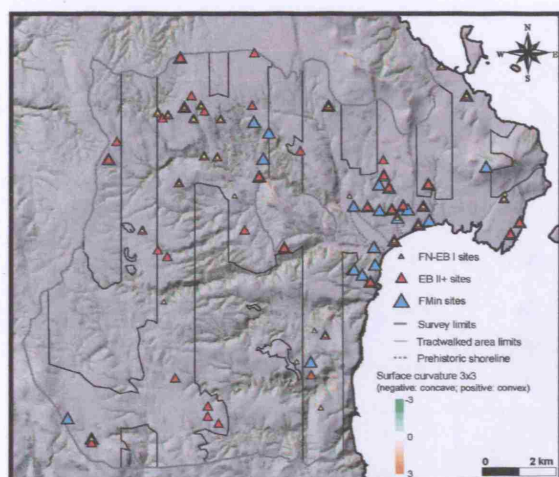 N
W E
S
FN-EB I sites
EB II+ sites
FMin sites
Survey limits
Tractwalked area limits
Prehistoric shoreline
Surface curvature 3x3
(negative: concave; positive: convex)
-3
0
3
0 2 km